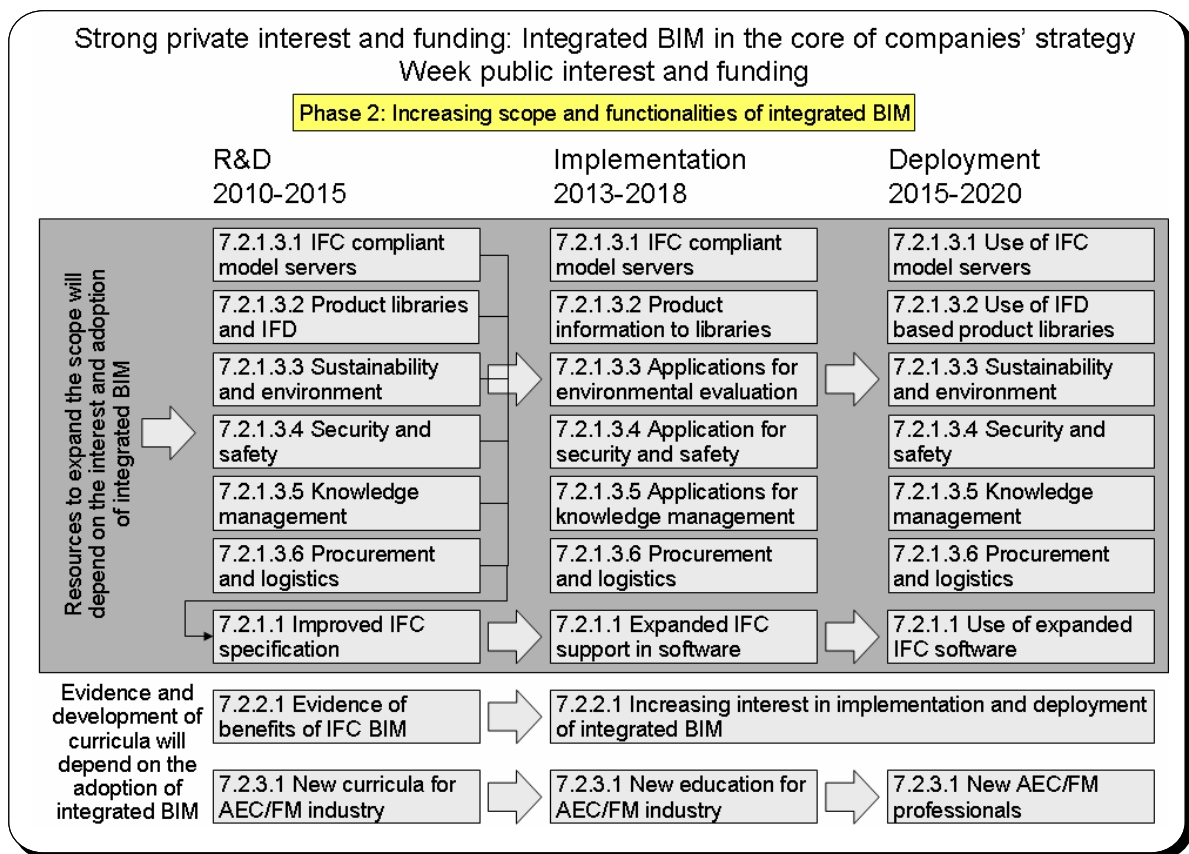 Strong private interest and funding: Integrated BIM in the core of companies’ strategy
Week public interest and funding
Phase 2: Increasing scope and functionalities of integrated BIM
R&D
2010-2015
Implementation
2013-2018
Deployment
2015-2020
Resources to expand the scope will
depend on the interest and adoption
of integrated BIM
7.2.1.3.1 IFC compliant
model servers
7.2.1.3.1 IFC compliant
model servers
7.2.1.3.1 Use of IFC
model servers
7.2.1.3.2 Product libraries
and IFD
7.2.1.3.2 Product
information to libraries
7.2.1.3.2 Use of IFD
based product libraries
7.2.1.3.3 Sustainability
and environment
7.2.1.3.3 Applications for
environmental evaluation
7.2.1.3.3 Sustainability
and environment
7.2.1.3.4 Security and
safety
7.2.1.3.4 Application for
security and safety
7.2.1.3.4 Security and
safety
7.2.1.3.5 Knowledge
management
7.2.1.3.5 Applications for
knowledge management
7.2.1.3.5 Knowledge
management
7.2.1.3.6 Procurement
and logistics
7.2.1.3.6 Procurement
and logistics
7.2.1.3.6 Procurement
and logistics
7.2.1.1 Improved IFC
specification
7.2.1.1 Expanded IFC
support in software
7.2.1.1 Use of expanded
IFC software
Evidence and
development of
curricula will
depend on the
adoption of
integrated BIM
7.2.2.1 Evidence of
benefits of IFC BIM
7.2.2.1 Increasing interest in implementation and deployment
of integrated BIM
7.2.3.1 New curricula for
AEC/FM industry
7.2.3.1 New education for
AEC/FM industry
7.2.3.1 New AEC/FM
professionals